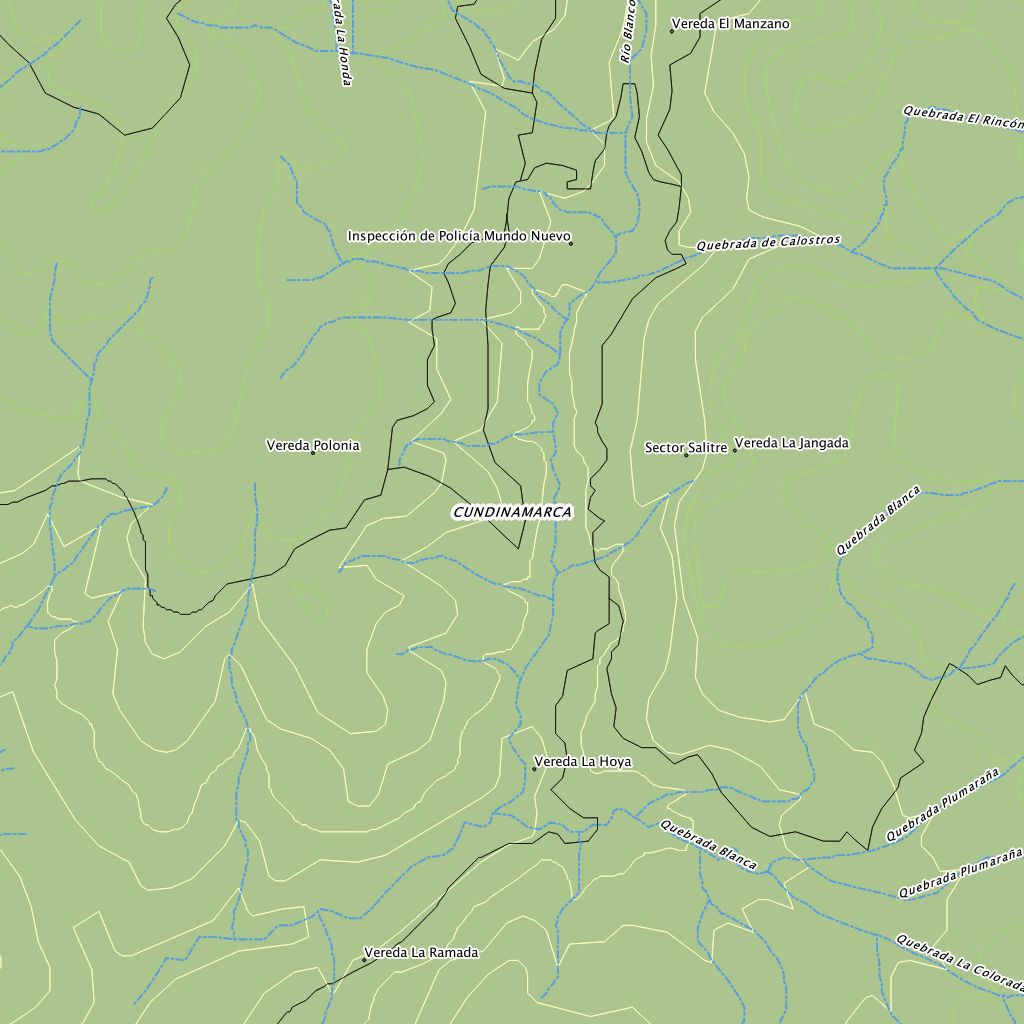 rada La Honda
Río Blanco
Vereda El Manzano
Quebrada El Rincón
Inspección de Policía Mundo Nuevo
Quebrada de Calostros
Vereda Polonia
Sector Salitre
Vereda La Jangada
CUNDINAMARCA
Quebrada Blanca
Vereda La Hoya
Quebrada Plumaraña
Quebrada Blanca
Quebrada Plumaraña
Vereda La Ramada
Quebrada La Colorada